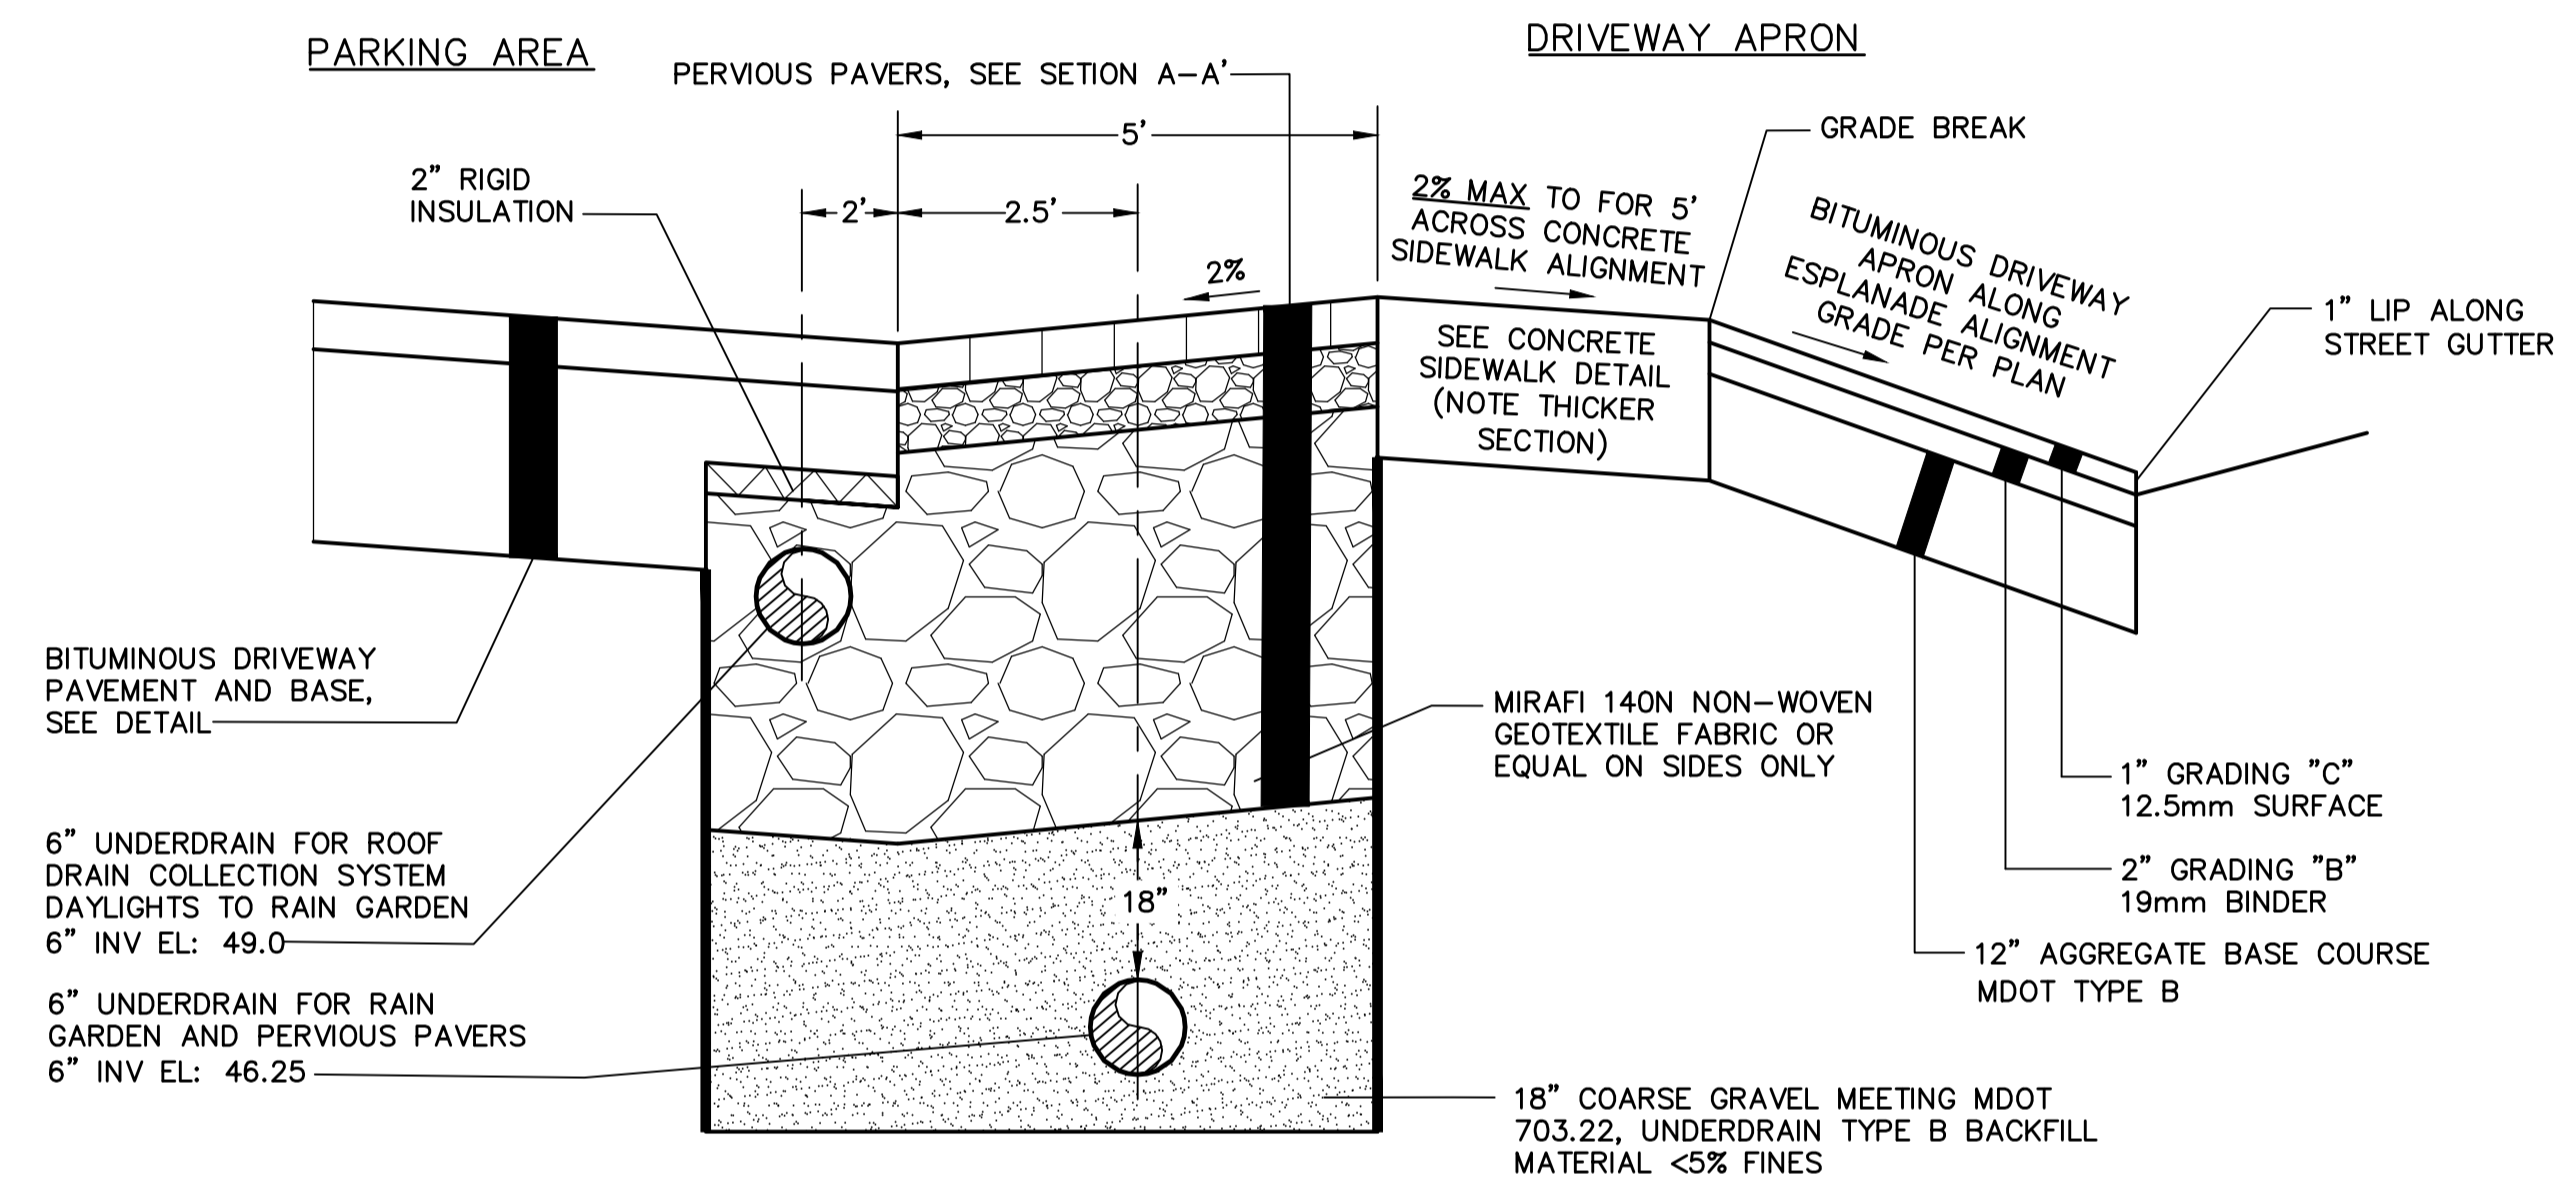 PARKING AREA
DRIVEWAY APRON
PERVIOUS PAVERS, SEE SETION A-A'
5'
GRADE BREAK
2" RIGID
INSULATION
2'
2.5'
2%
2% MAX TO FOR 5'
ACROSS CONCRETE
SIDEWALK ALIGNMENT
BITUMINOUS DRIVEWAY
APRON ALONG
ESPLANADE ALIGNMENT
GRADE PER PLAN
1" LIP ALONG
STREET GUTTER
SEE CONCRETE
SIDEWALK DETAIL
(NOTE THICKER
SECTION)
BITUMINOUS DRIVEWAY
PAVEMENT AND BASE,
SEE DETAIL
MIRAFI 140N NON-WOVEN
GEOTEXTILE FABRIC OR
EQUAL ON SIDES ONLY
1" GRADING "C"
12.5mm SURFACE
2" GRADING "B"
19mm BINDER
12" AGGREGATE BASE COURSE
MDOT TYPE B
6" UNDERDRAIN FOR ROOF
DRAIN COLLECTION SYSTEM
DAYLIGHTS TO RAIN GARDEN
6" INV EL: 49.0
18"
6" UNDERDRAIN FOR RAIN
GARDEN AND PERVIOUS PAVERS
6" INV EL: 46.25
18" COARSE GRAVEL MEETING MDOT
703.22, UNDERDRAIN TYPE B BACKFILL
MATERIAL <5% FINES